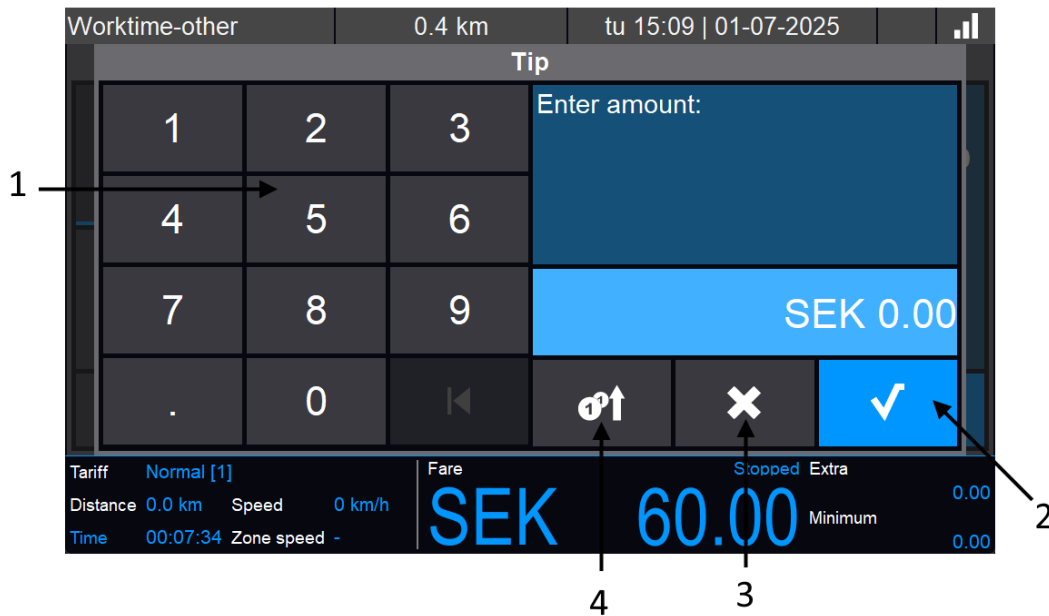 Worktime-other 0.4 km tu 15:09 | 01-07-2025
Tip
1 2 3 Enter amount:
1
4 5 6
7 8 9 SEK 0.00
. 0
Tariff Normal [1] Fare Stopped Extra
Distance 0.0 km Speed 0 km/h SEK 60.00 0.00
Minimum
2
Time 00:07:34 Zone speed - 0.00
4 3